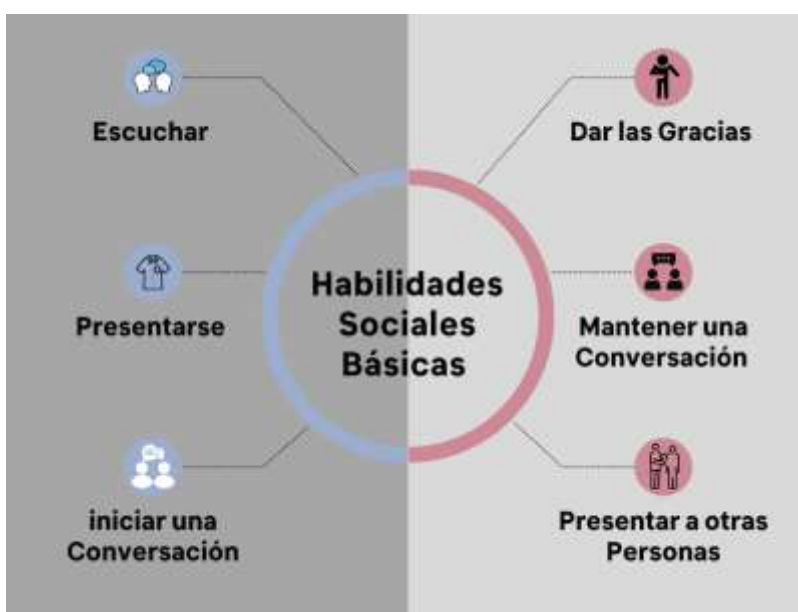 Escuchar
Dar las Gracias
Habilidades
Sociales
Básicas
Presentarse
Mantener una
Conversación
iniciar una
Conversación
Presentar a otras
Personas